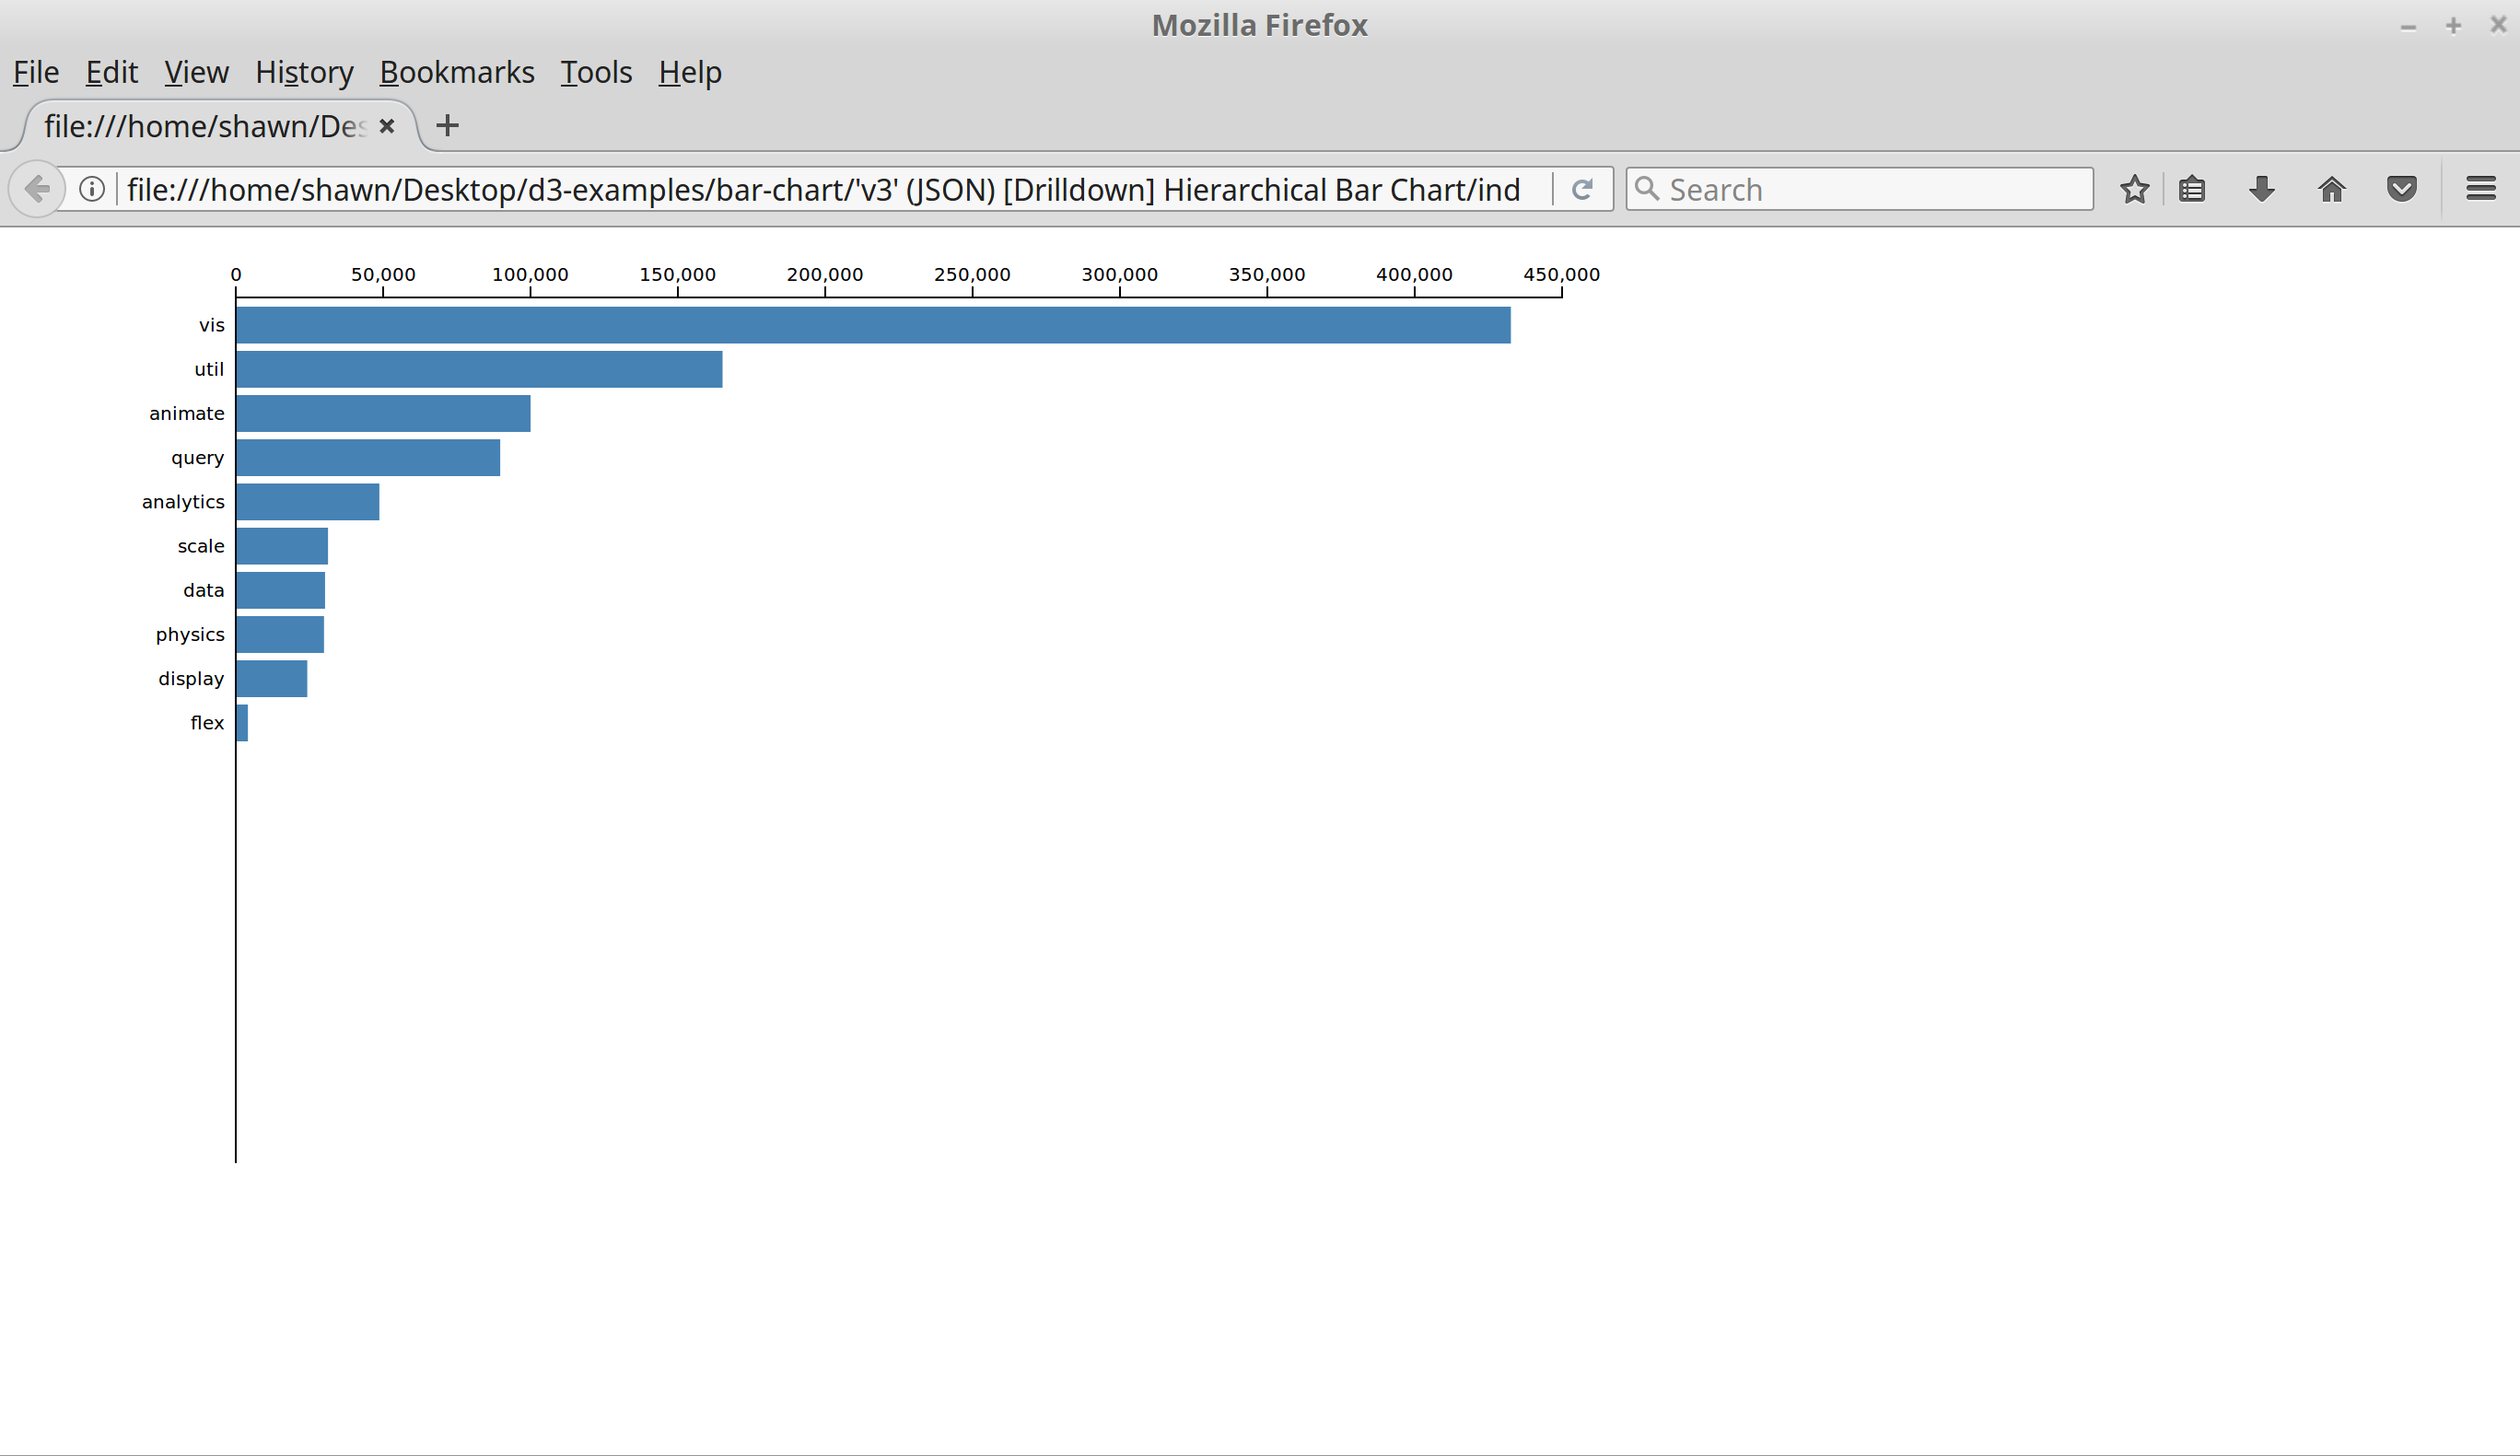 Mozilla Firefox
File Edit View History Bookmarks Tools Help
file:///home/shawn/Des
file:///home/shawn/Desktop/d3-examples/bar-chart/'v3' (JSON) [Drilldown] Hierarchical Bar Chart/ind Search
0 50,000 100,000 150,000 200,000 250,000 300,000 350,000 400,000 450,000
vis
util
animate
query
analytics
scale
data
physics
display
flex